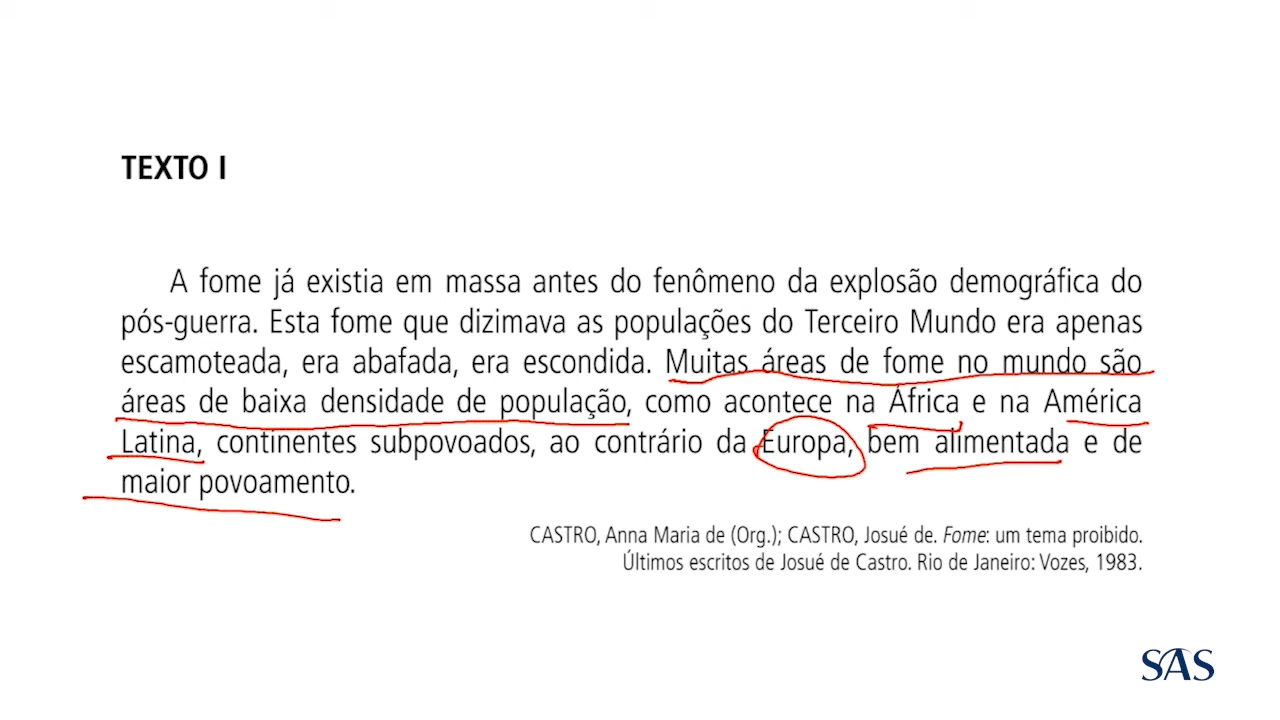 TEXTO I
A fome já existia em massa antes do fenômeno da explosão demográfica do
pós-guerra. Esta fome que dizimava as populações do Terceiro Mundo era apenas
escamoteada, era abafada, era escondida. Muitas áreas de fome no mundo são
áreas de baixa densidade de população, como acontece na África e na América
Latina, continentes subpovoados, ao contrário da Europa, bem alimentada e de
maior povoamento.
CASTRO, Anna Maria de (Org.); CASTRO, Josué de. Fome: um tema proibido.
Últimos escritos de Josué de Castro. Rio de Janeiro: Vozes, 1983.
SAS